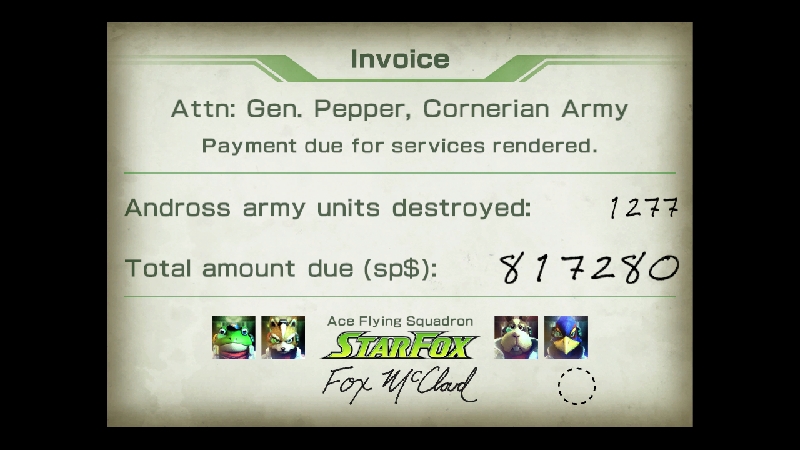 Invoice
Attn: Gen. Pepper, Cornerian Army
Payment due for services rendered.
Andross army units destroyed: 1277
Total amount due (sp$): 817280
Ace Flying Squadron
STARFOX
Fox McCloud